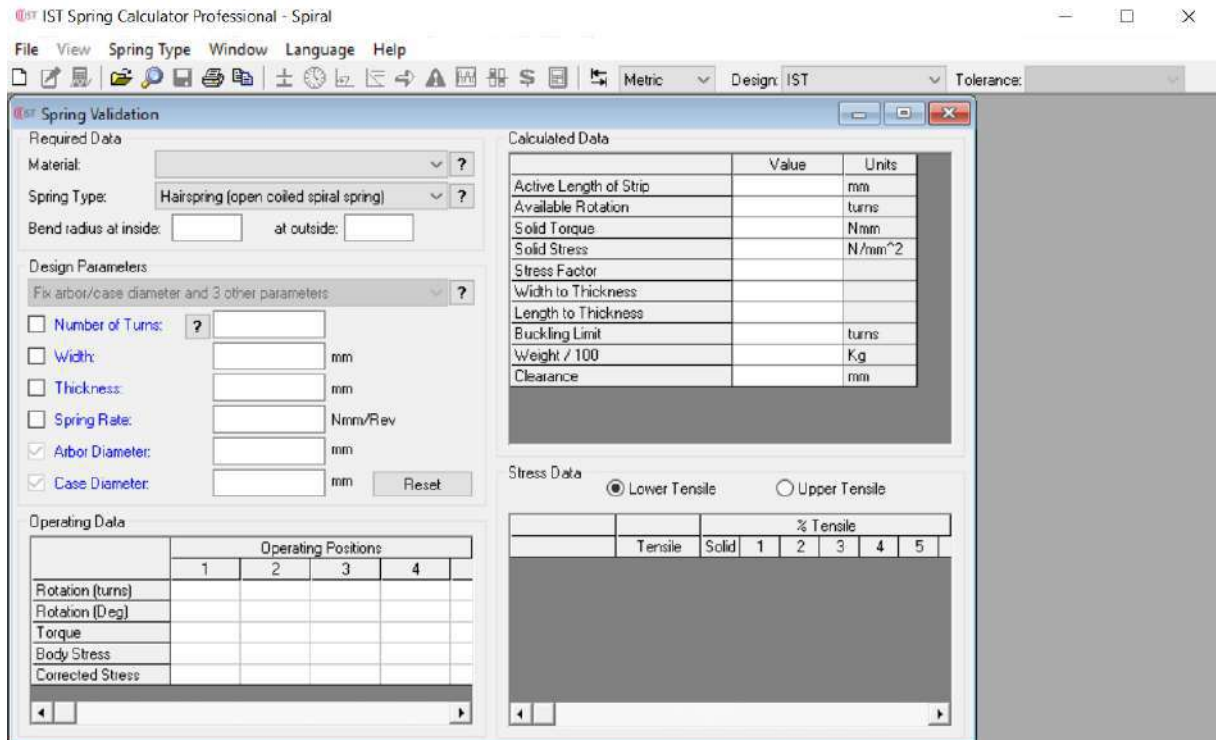 IST IST Spring Calculator Professional - Spiral
File View Spring Type Window Language Help
Metric Design: IST Tolerance:
IST Spring Validation
Required Data
Material: ?
Spring Type: Hairspring (open coiled spiral spring) ?
Bend radius at inside: at outside:
Design Parameters
Fix arbor/case diameter and 3 other parameters ?
Number of Turns: ?
Width: mm
Thickness: mm
Spring Rate: Nmm/Rev
Arbor Diameter: mm
Case Diameter: mm Reset
Operating Data
Operating Positions
1 2 3 4
Rotation (turns)
Rotation (Deg)
Torque
Body Stress
Corrected Stress
Calculated Data
Value Units
Active Length of Strip mm
Available Rotation turns
Solid Torque Nmm
Solid Stress N/mm^2
Stress Factor
Width to Thickness
Length to Thickness
Buckling Limit turns
Weight / 100 Kg
Clearance mm
Stress Data
Lower Tensile Upper Tensile
% Tensile
Tensile Solid 1 2 3 4 5